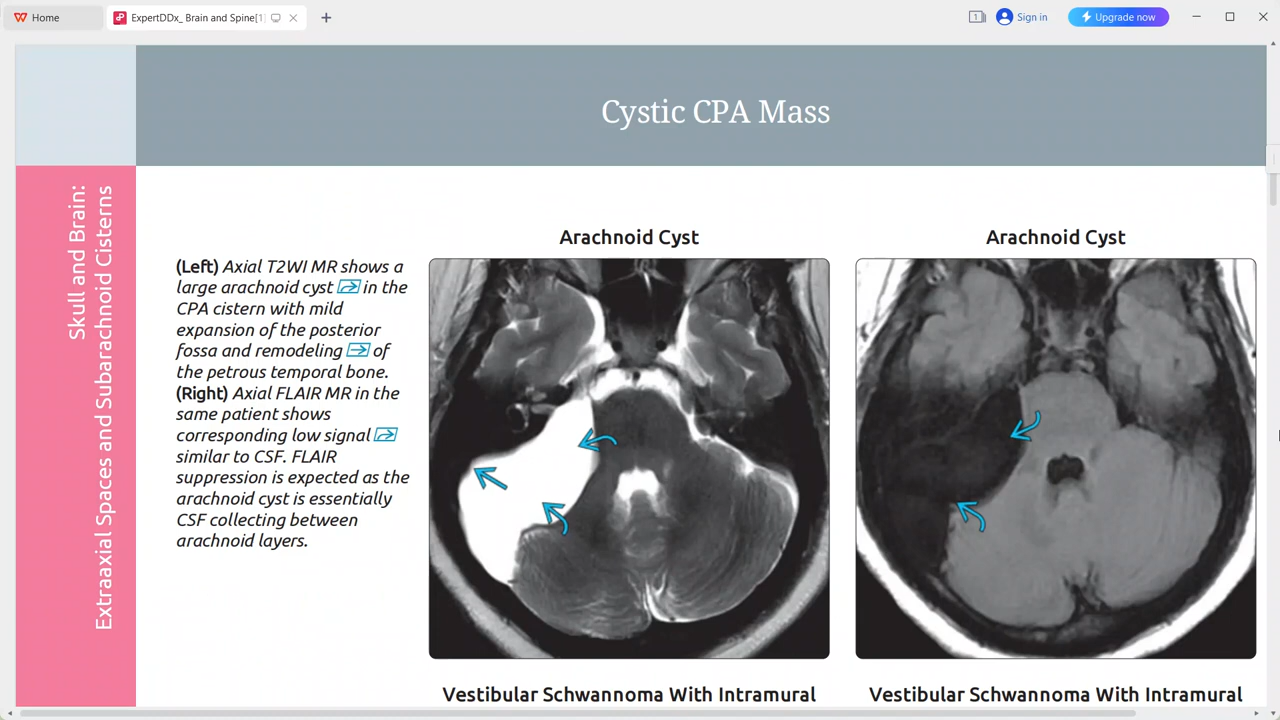 Home
ExpertDDx_ Brain and Spine[1]
1
Sign in
Upgrade now
Cystic CPA Mass
Skull and Brain:
Extraaxial Spaces and Subarachnoid Cisterns
(Left) Axial T2WI MR shows a
large arachnoid cyst in the
CPA cistern with mild
expansion of the posterior
fossa and remodeling of
the petrous temporal bone.
(Right) Axial FLAIR MR in the
same patient shows
corresponding low signal
similar to CSF. FLAIR
suppression is expected as the
arachnoid cyst is essentially
CSF collecting between
arachnoid layers.
Arachnoid Cyst
Arachnoid Cyst
Vestibular Schwannoma With Intramural
Vestibular Schwannoma With Intramural